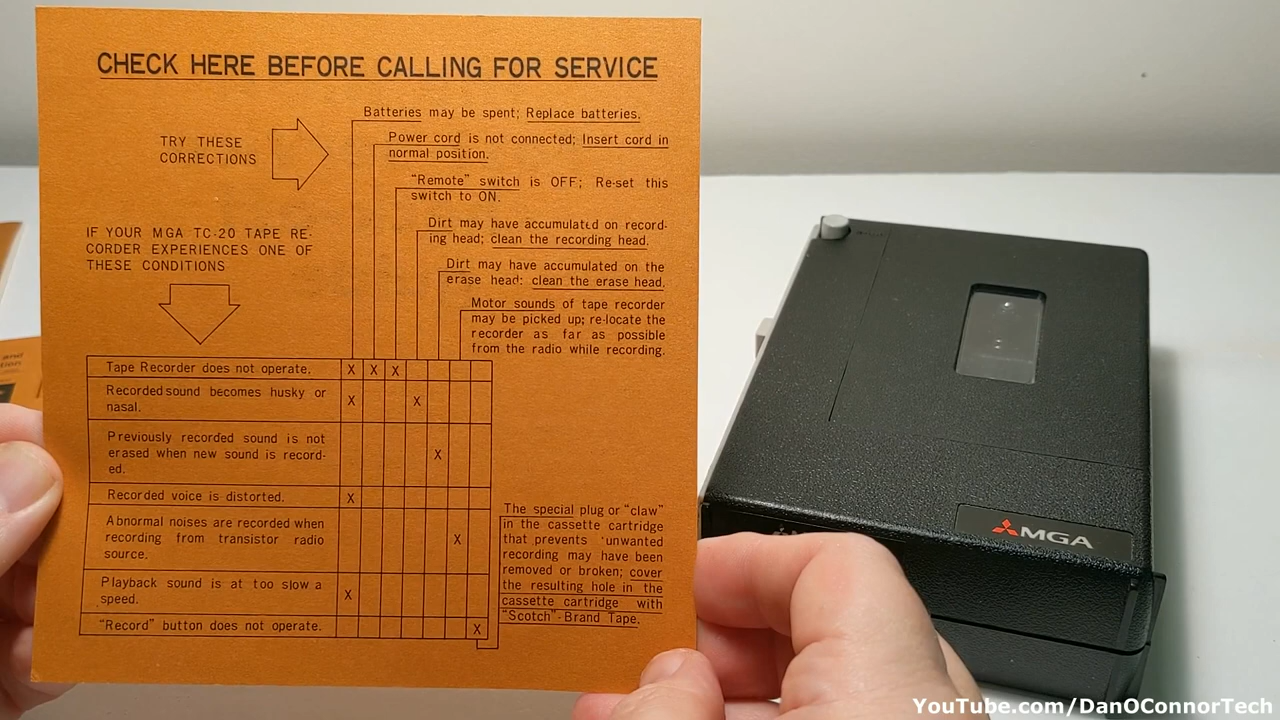 CHECK HERE BEFORE CALLING FOR SERVICE
TRY THESE
CORRECTIONS
Batteries may be spent; Replace batteries.
Power cord is not connected; Insert cord in
normal position.
"Remote" switch is OFF; Re-set this
switch to ON.
Dirt may have accumulated on record-
ing head; clean the recording head.
Dirt may have accumulated on the
erase head: clean the erase head.
Motor sounds of tape recorder
may be picked up; re-locate the
recorder as far as possible
from the radio while recording.
IF YOUR MGA TC-20 TAPE RE-
CORDER EXPERIENCES ONE OF
THESE CONDITIONS
Tape Recorder does not operate. X X X
Recorded sound becomes husky or
nasal. X X
Previously recorded sound is not
erased when new sound is record-
ed. X
Recorded voice is distorted. X
Abnormal noises are recorded when
recording from transistor radio
source. X
Playback sound is at too slow a
speed. X
"Record" button does not operate. X
The special plug or "claw"
in the cassette cartridge
that prevents unwanted
recording may have been
removed or broken; cover
the resulting hole in the
cassette cartridge with
"Scotch"-Brand Tape.
and
MGA
YouTube.com/DanOConnorTech